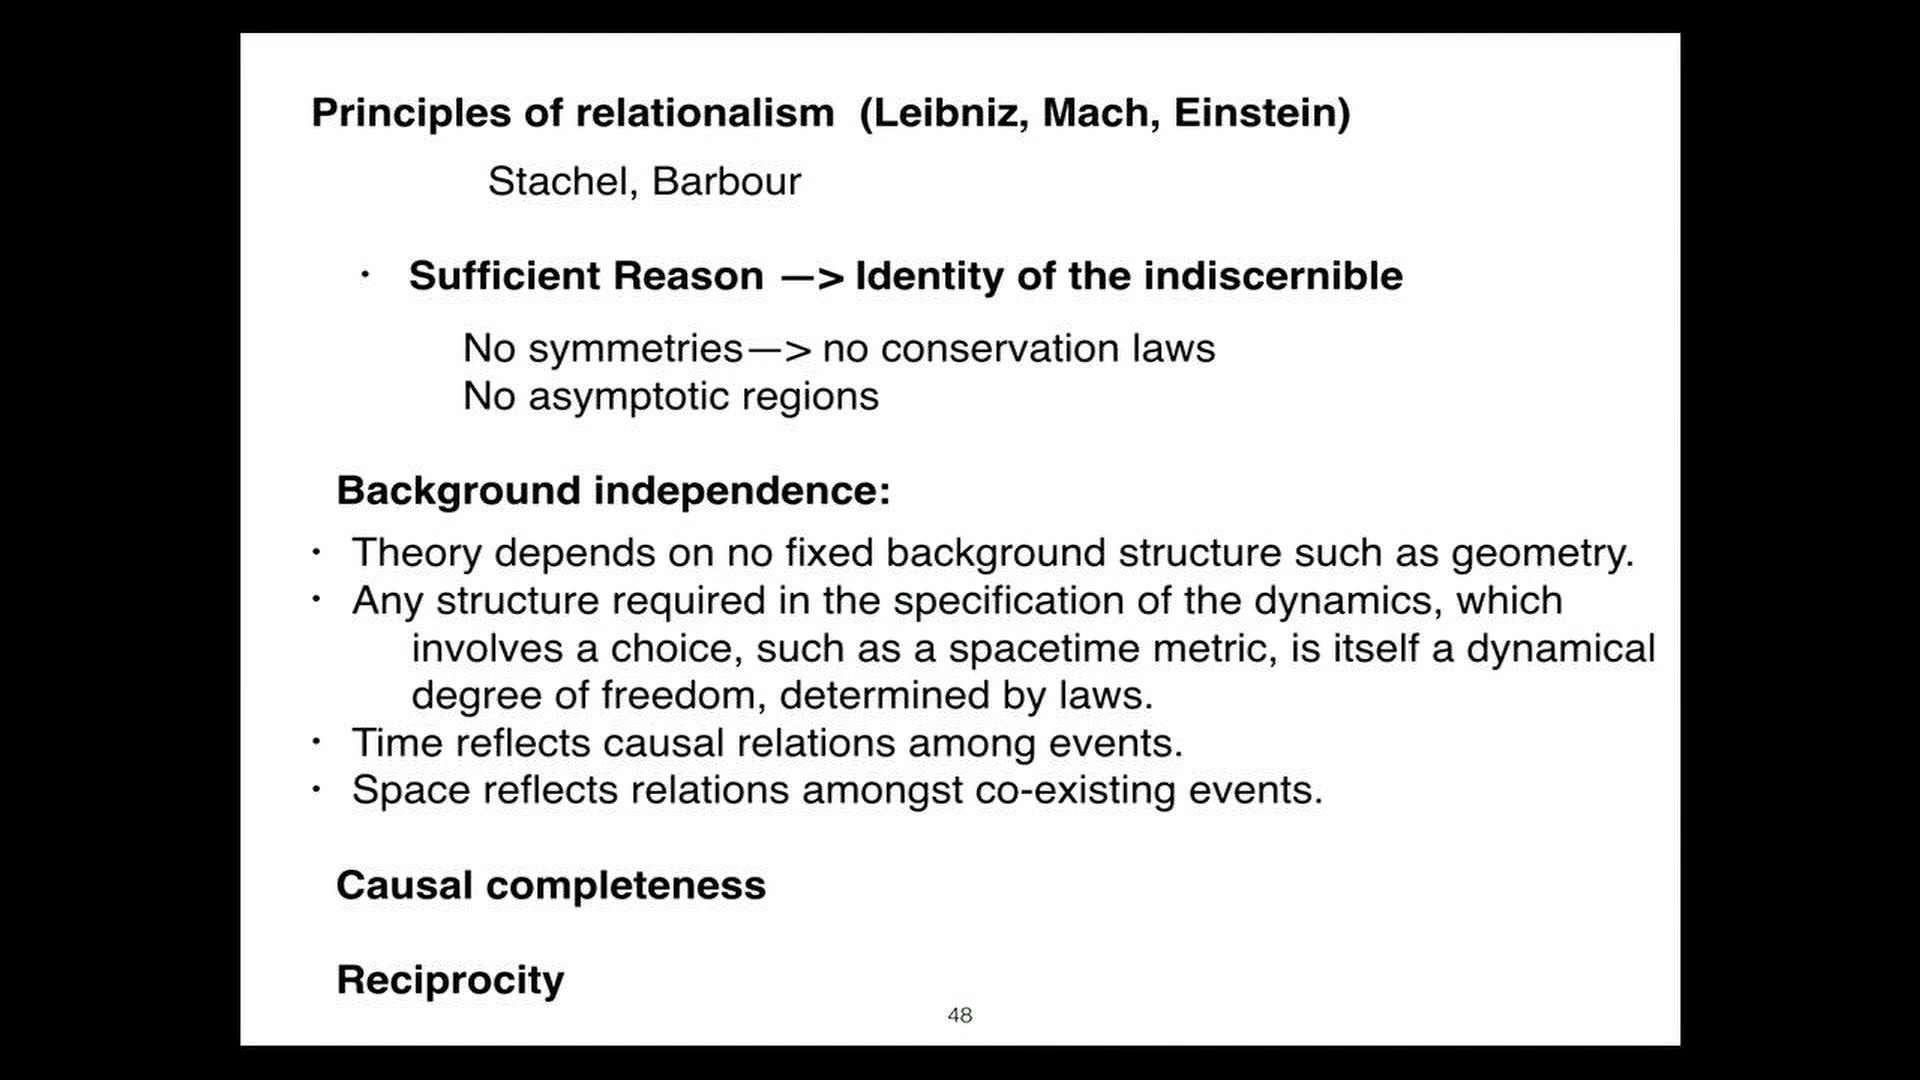 Principles of relationalism (Leibniz, Mach, Einstein)
Stachel, Barbour
· Sufficient Reason —> Identity of the indiscernible
No symmetries—> no conservation laws
No asymptotic regions
Background independence:
· Theory depends on no fixed background structure such as geometry.
· Any structure required in the specification of the dynamics, which
involves a choice, such as a spacetime metric, is itself a dynamical
degree of freedom, determined by laws.
· Time reflects causal relations among events.
· Space reflects relations amongst co-existing events.
Causal completeness
Reciprocity
48